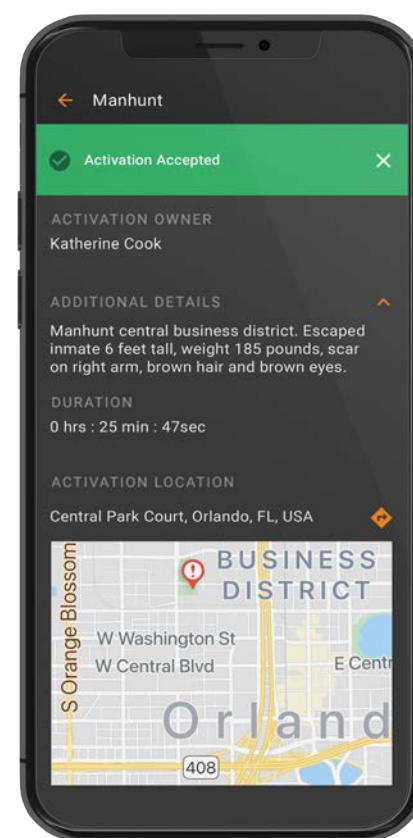 Manhunt
Activation Accepted
ACTIVATION OWNER
Katherine Cook
ADDITIONAL DETAILS
Manhunt central business district. Escaped
inmate 6 feet tall, weight 185 pounds, scar
on right arm, brown hair and brown eyes.
DURATION
0 hrs : 25 min : 47sec
ACTIVATION LOCATION
Central Park Court, Orlando, FL, USA
BUSINESS
DISTRICT
S Orange Blossom
W Washington St
W Central Blvd
E Centr
Orland
408